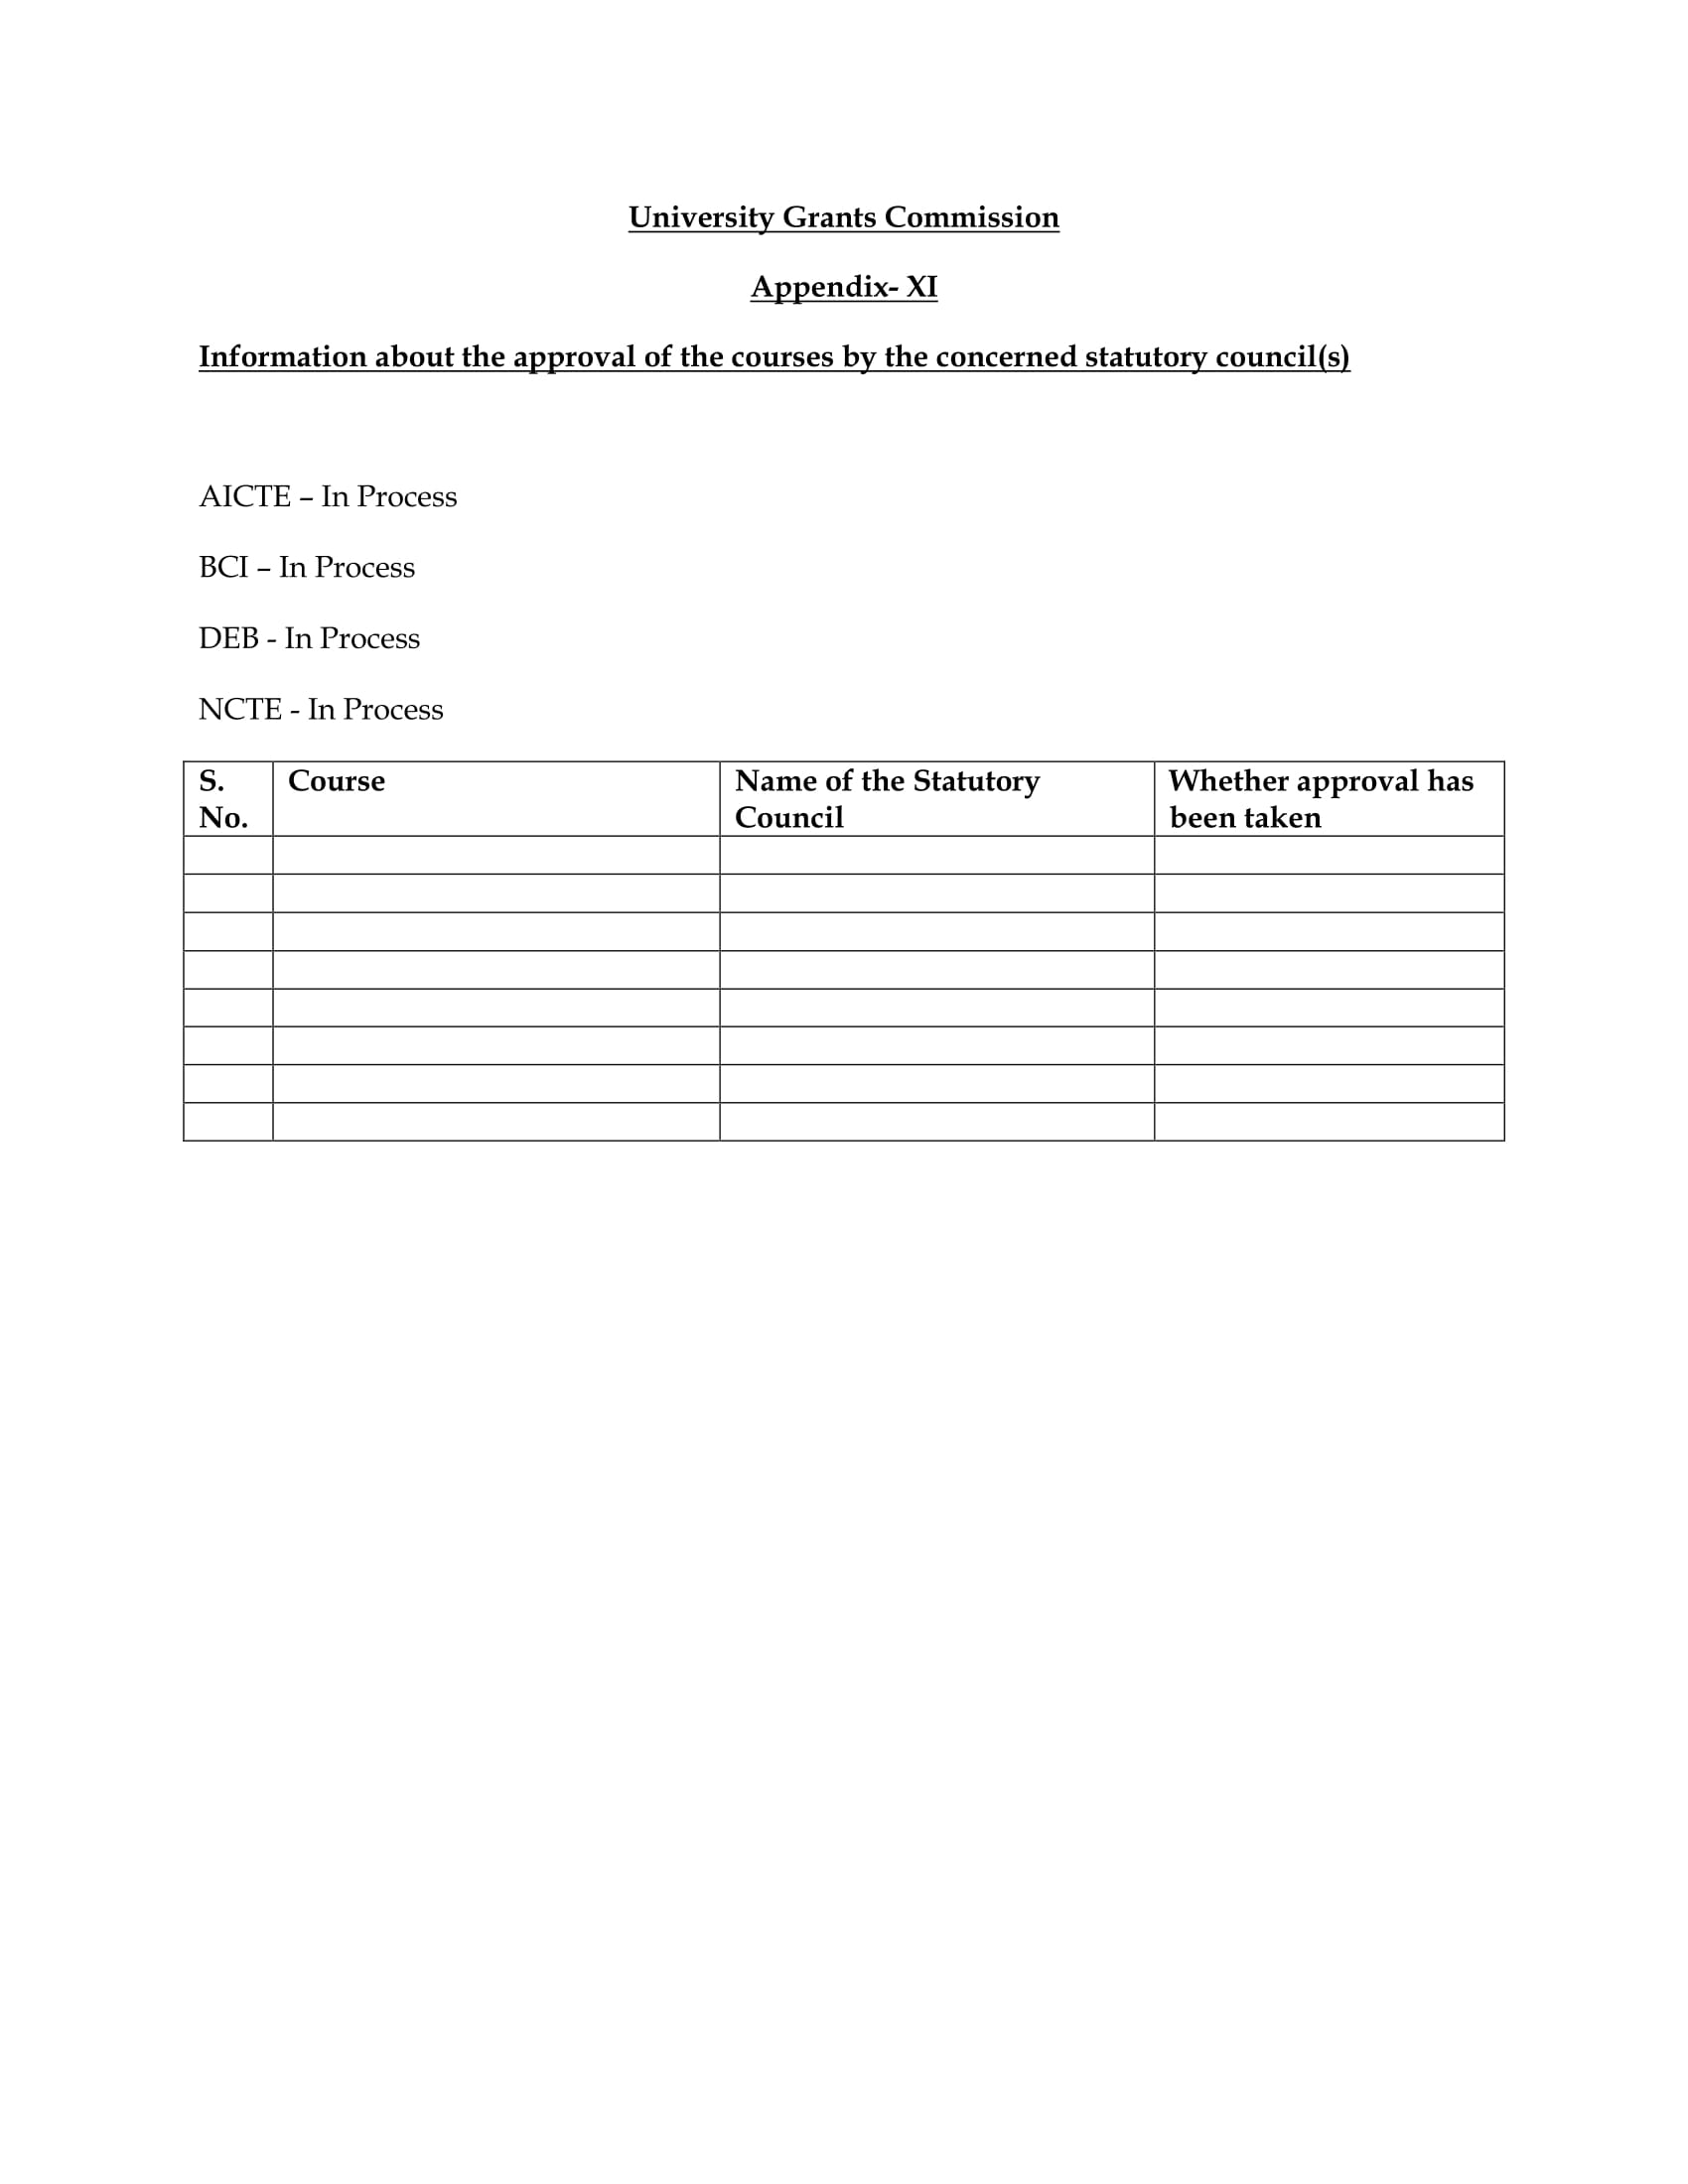 University Grants Commission
Appendix- XI
Information about the approval of the courses by the concerned statutory council(s)
AICTE – In Process
BCI – In Process
DEB - In Process
NCTE - In Process
S. No.
Course
Name of the Statutory Council
Whether approval has been taken